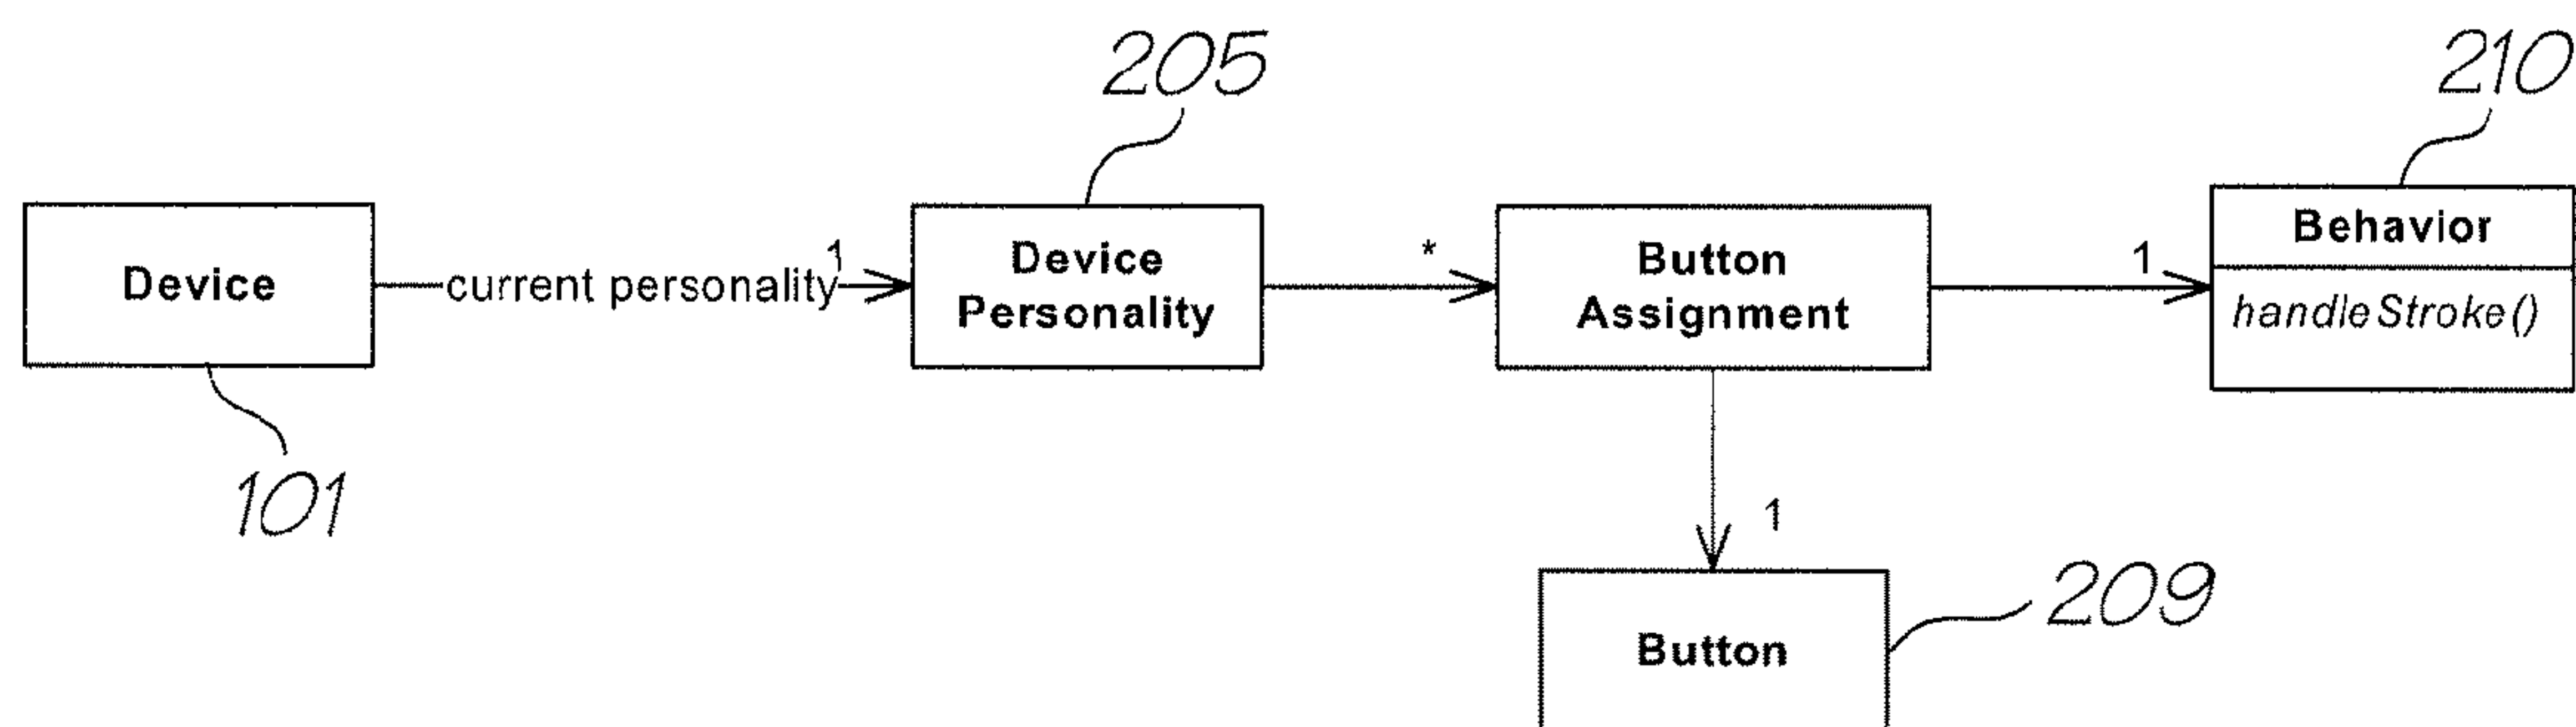 205
210
Device
current personality
1
Device
Personality
*
Button
Assignment
1
Behavior
handleStroke()
101
1
Button
209